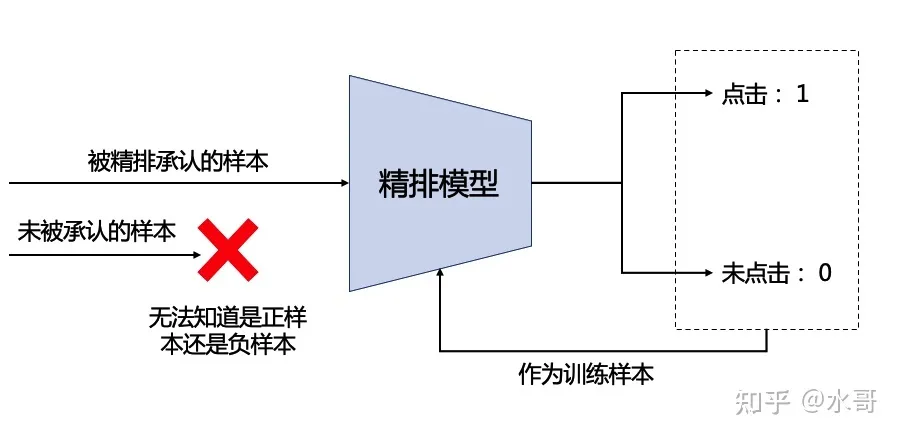 点击：1
被精排承认的样本
精排模型
未被承认的样本
未点击：0
无法知道是正样
本还是负样本
作为训练样本
知乎 @水哥